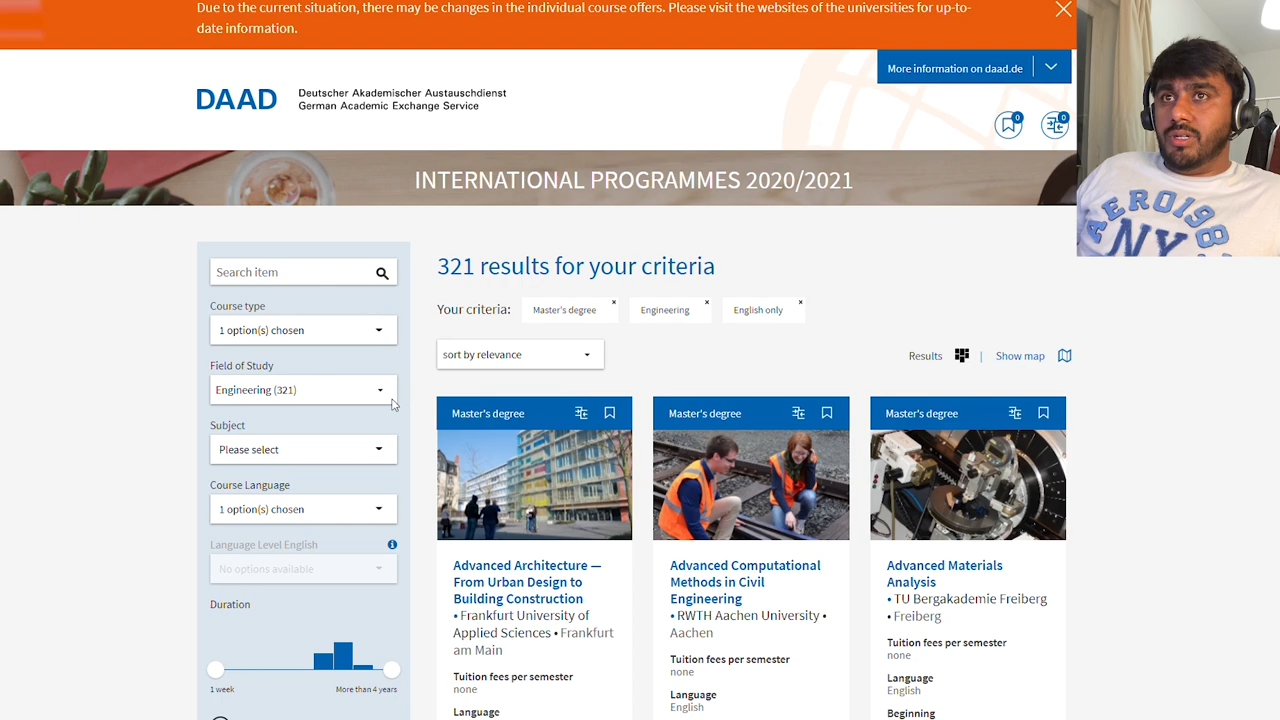 Due to the current situation, there may be changes in the individual course offers. Please visit the websites of the universities for up-to-
date information.
More information on daad.de
DAAD
Deutscher Akademischer Austauschdienst
German Academic Exchange Service
0
0
INTERNATIONAL PROGRAMMES 2020/2021
AERO198
NY
Search item
Course type
1 option(s) chosen
Field of Study
Engineering (321)
Subject
Please select
Course Language
1 option(s) chosen
Language Level English
No options available
Duration
1 week
More than 4 years
321 results for your criteria
Your criteria:
Master's degree
Engineering
English only
sort by relevance
Results
Show map
Master's degree
Advanced Architecture —
From Urban Design to
Building Construction
• Frankfurt University of
Applied Sciences • Frankfurt
am Main
Tuition fees per semester
none
Language
Master's degree
Advanced Computational
Methods in Civil
Engineering
• RWTH Aachen University •
Aachen
Tuition fees per semester
none
Language
English
Master's degree
Advanced Materials
Analysis
• TU Bergakademie Freiberg
• Freiberg
Tuition fees per semester
none
Language
English
Beginning